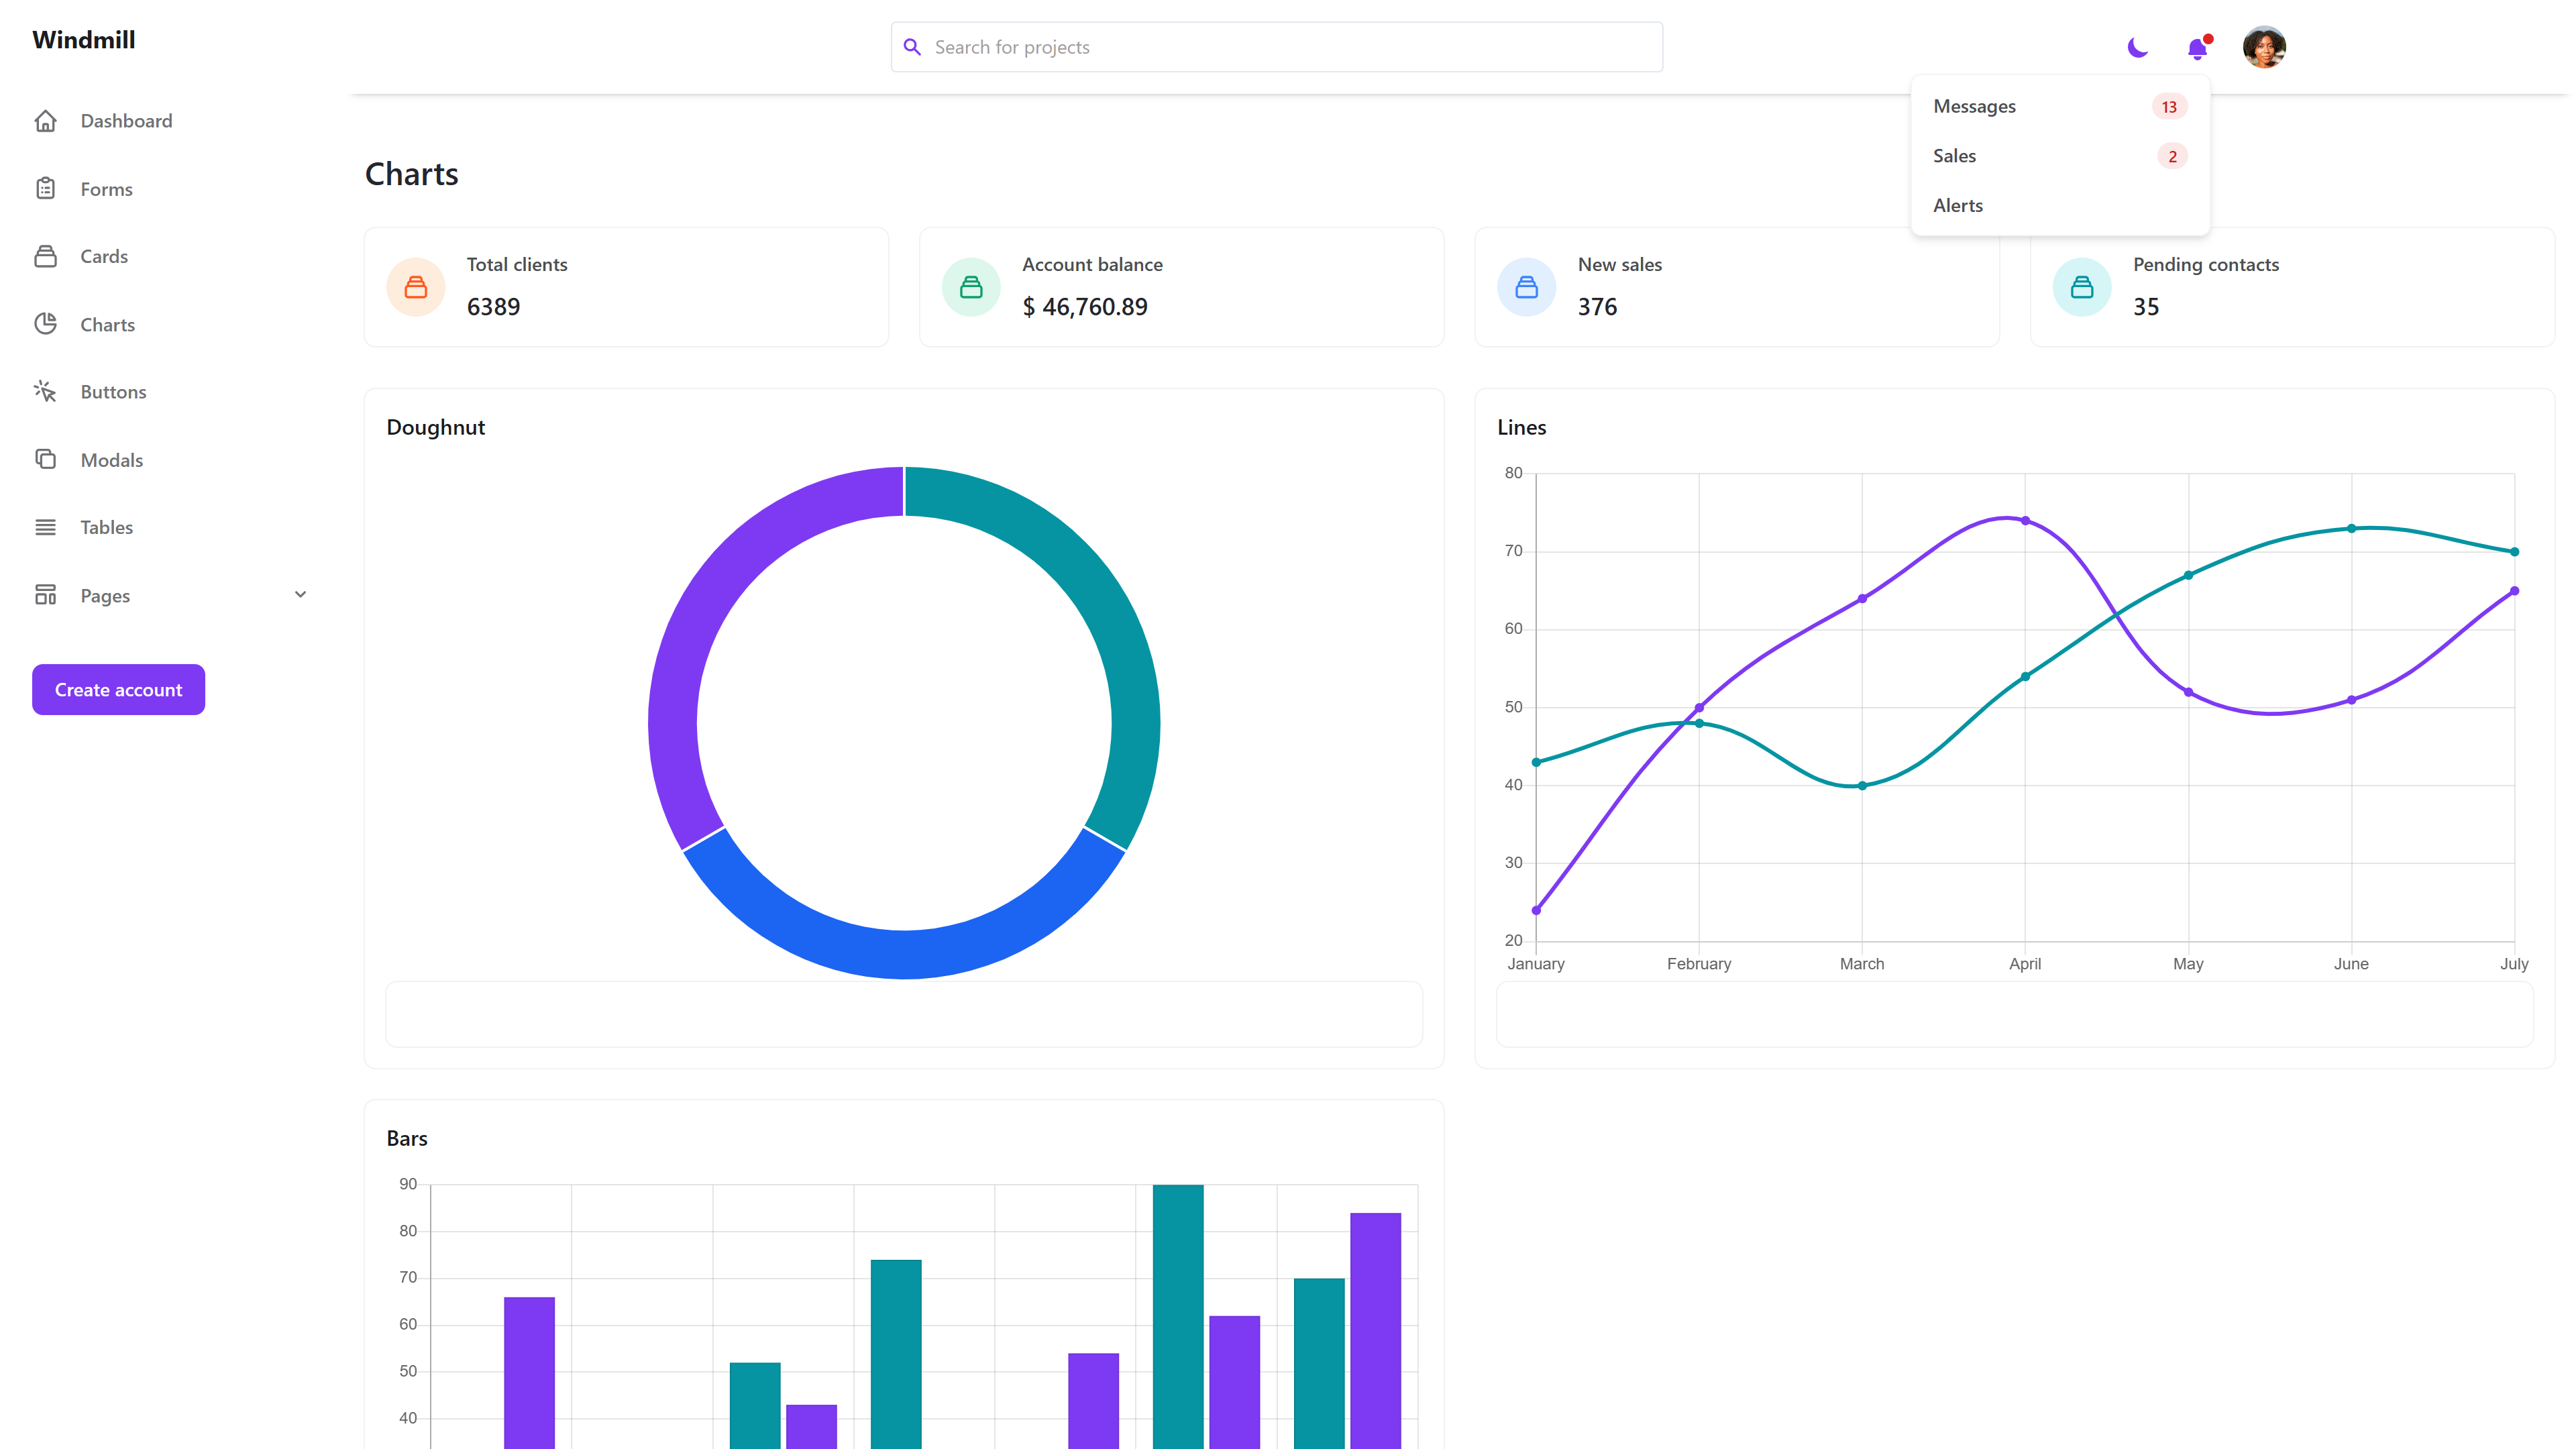 Windmill
Search for projects
Dashboard
Forms
Cards
Charts
Buttons
Modals
Tables
Pages
Create account
Messages 13
Sales 2
Alerts
Charts
Total clients
6389
Account balance
$ 46,760.89
New sales
376
Pending contacts
35
Doughnut
Lines
80
70
60
50
40
30
20
January February March April May June July
Bars
90
80
70
60
50
40